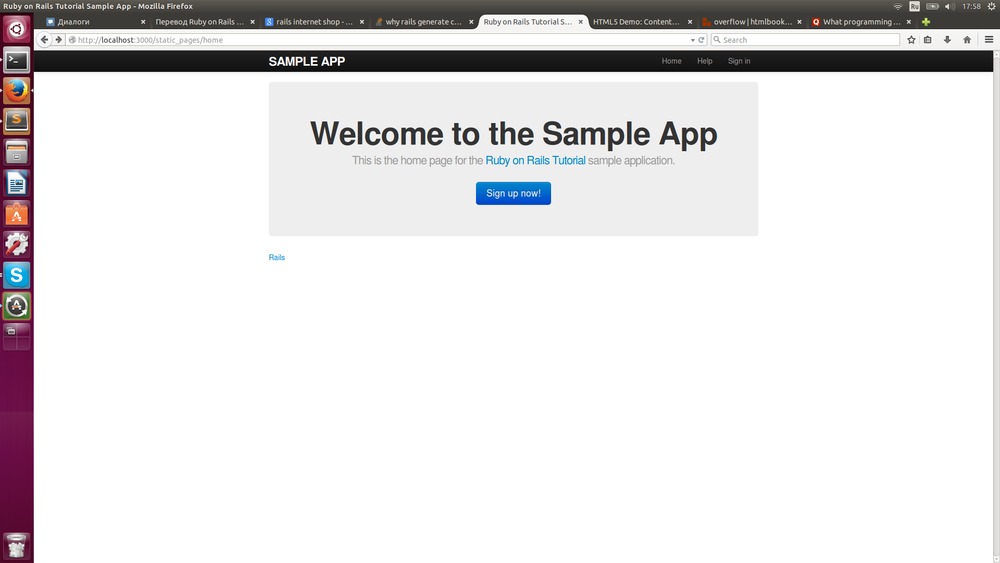 Ruby on Rails Tutorial Sample App - Mozilla Firefox
Ru
17:58
Диалоги
Перевод Ruby on Rails ...
rails internet shop - ...
why rails generate c...
Ruby on Rails Tutorial S...
HTML5 Demo: Content...
overflow | htmlbook...
What programming ...
http://localhost:3000/static_pages/home
Search
SAMPLE APP
Home
Help
Sign in
Welcome to the Sample App
This is the home page for the Ruby on Rails Tutorial sample application.
Sign up now!
Rails